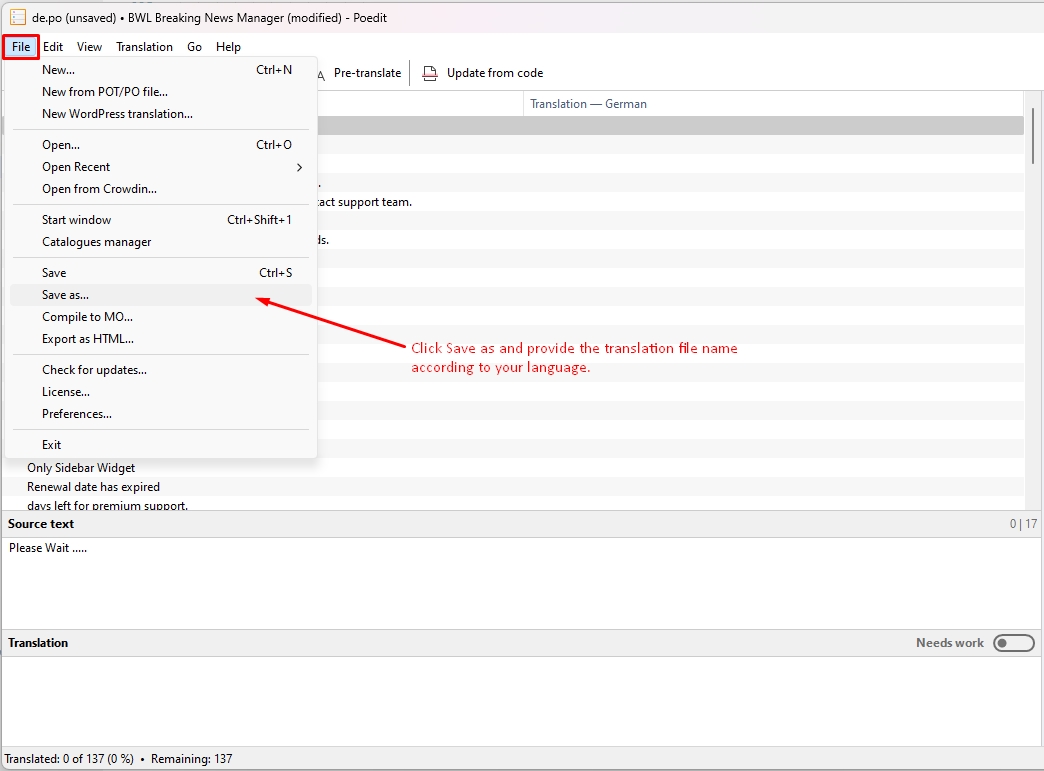 de.po (unsaved) • BWL Breaking News Manager (modified) - Poedit
File Edit View Translation Go Help
New... Ctrl+N
Pre-translate Update from code
New from POT/PO file...
New WordPress translation...
Translation — German
Open... Ctrl+O
Open Recent
Open from Crowdin...
act support team.
Start window Ctrl+Shift+1
Catalogues manager
ds.
Save Ctrl+S
Save as...
Compile to MO...
Export as HTML...
Click Save as and provide the translation file name
according to your language.
Check for updates...
License...
Preferences...
Exit
Only Sidebar Widget
Renewal date has expired
days left for premium support.
Source text 0 | 17
Please Wait .....
Translation Needs work
Translated: 0 of 137 (0 %) • Remaining: 137